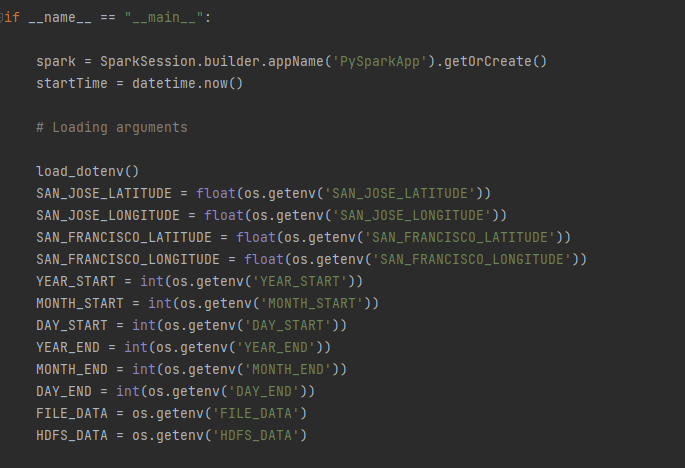 if __name__ == "__main__":
spark = SparkSession.builder.appName('PySparkApp').getOrCreate()
startTime = datetime.now()
# Loading arguments
load_dotenv()
SAN_JOSE_LATITUDE = float(os.getenv('SAN_JOSE_LATITUDE'))
SAN_JOSE_LONGITUDE = float(os.getenv('SAN_JOSE_LONGITUDE'))
SAN_FRANCISCO_LATITUDE = float(os.getenv('SAN_FRANCISCO_LATITUDE'))
SAN_FRANCISCO_LONGITUDE = float(os.getenv('SAN_FRANCISCO_LONGITUDE'))
YEAR_START = int(os.getenv('YEAR_START'))
MONTH_START = int(os.getenv('MONTH_START'))
DAY_START = int(os.getenv('DAY_START'))
YEAR_END = int(os.getenv('YEAR_END'))
MONTH_END = int(os.getenv('MONTH_END'))
DAY_END = int(os.getenv('DAY_END'))
FILE_DATA = os.getenv('FILE_DATA')
HDFS_DATA = os.getenv('HDFS_DATA')